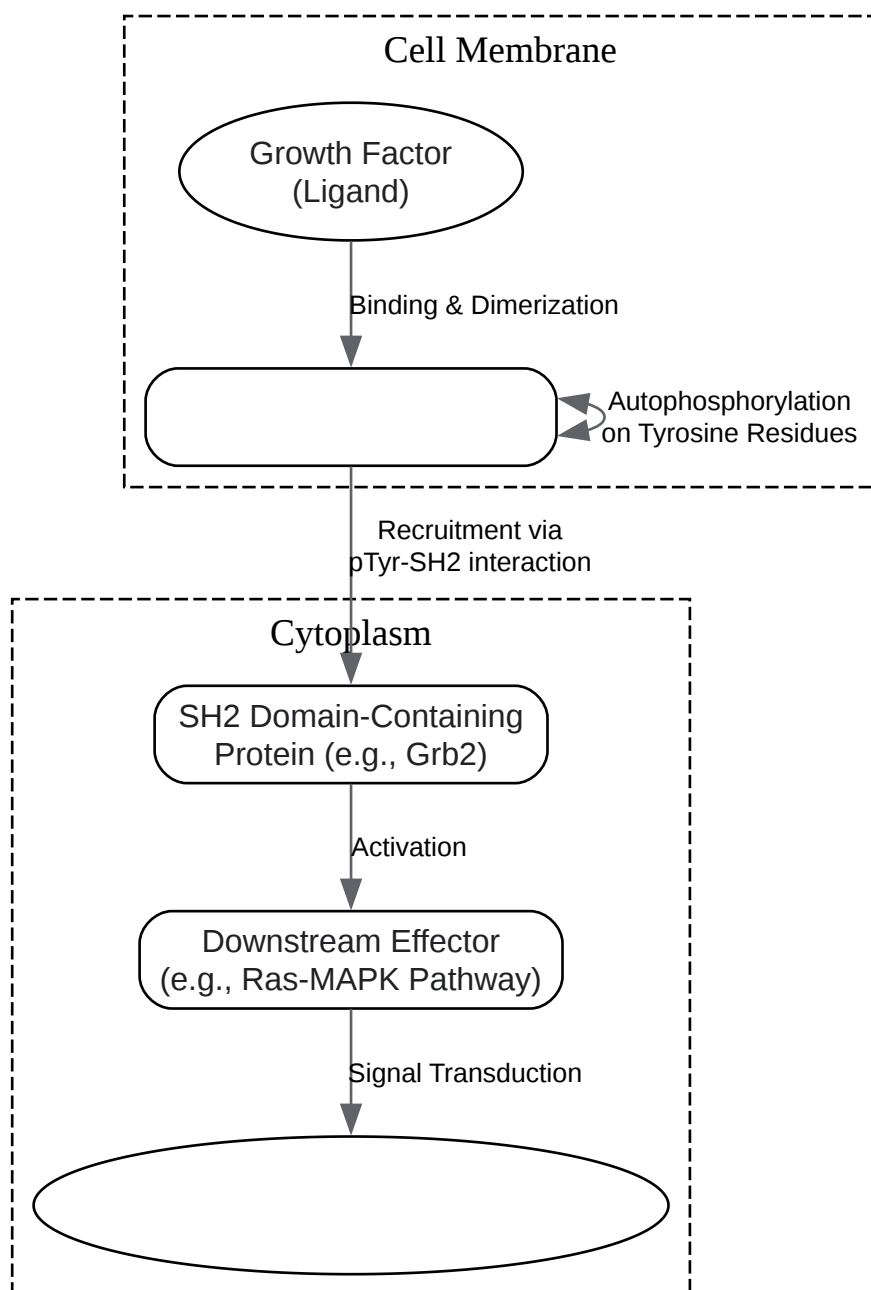 Cell Membrane
Growth Factor
(Ligand)
Binding & Dimerization
Autophosphorylation
on Tyrosine Residues
Recruitment via
pTyr-SH2 interaction
Cytoplasm
SH2 Domain-Containing
Protein (e.g., Grb2)
Activation
Downstream Effector
(e.g., Ras-MAPK Pathway)
Signal Transduction